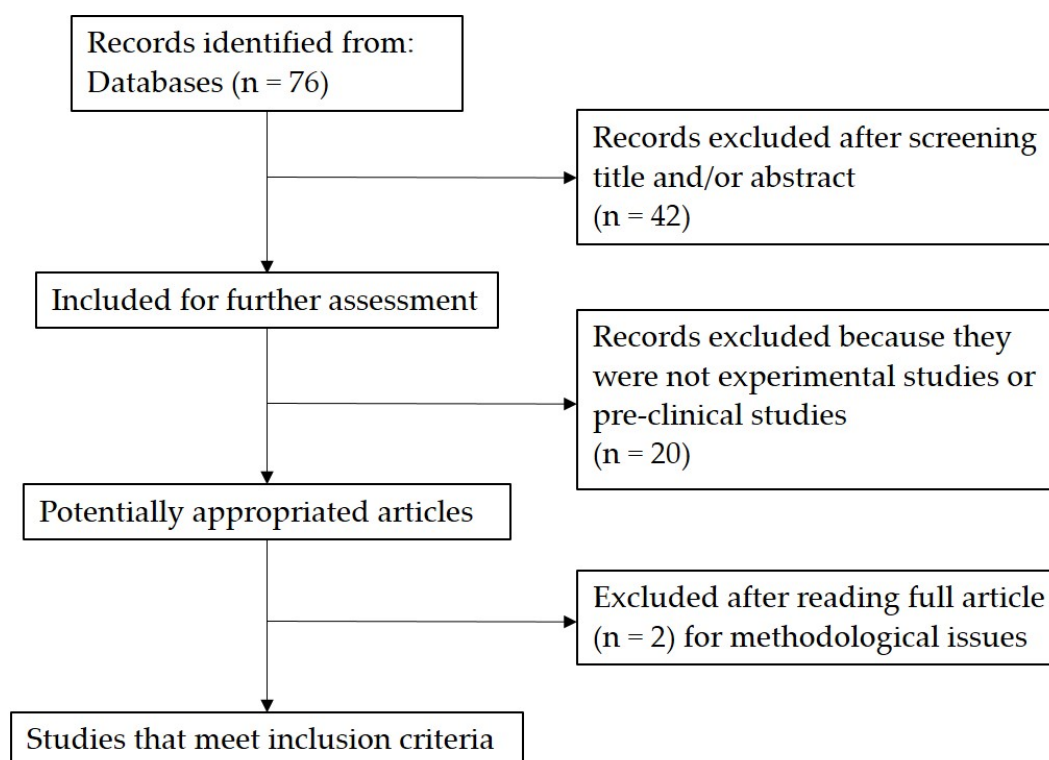 Records identified from:
Databases (n = 76)
Records excluded after screening
title and/or abstract
(n = 42)
Included for further assessment
Records excluded because they
were not experimental studies or
pre-clinical studies
(n = 20)
Potentially appropriated articles
Excluded after reading full article
(n = 2) for methodological issues
Studies that meet inclusion criteria